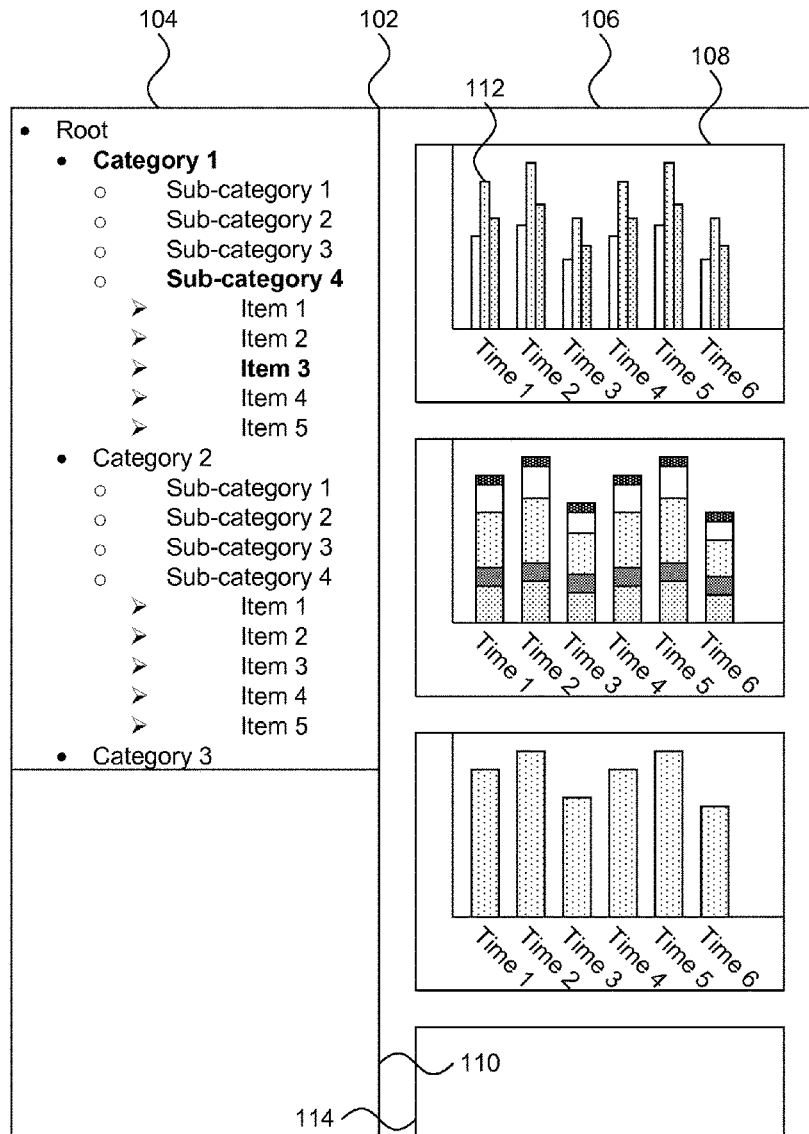 104
102
106
108
112
• Root
• Category 1
○ Sub-category 1
○ Sub-category 2
○ Sub-category 3
○ Sub-category 4
➢ Item 1
➢ Item 2
➢ Item 3
➢ Item 4
➢ Item 5
• Category 2
○ Sub-category 1
○ Sub-category 2
○ Sub-category 3
○ Sub-category 4
➢ Item 1
➢ Item 2
➢ Item 3
➢ Item 4
➢ Item 5
• Category 3
Time 1
Time 2
Time 3
Time 4
Time 5
Time 6
Time 1
Time 2
Time 3
Time 4
Time 5
Time 6
Time 1
Time 2
Time 3
Time 4
Time 5
Time 6
110
114